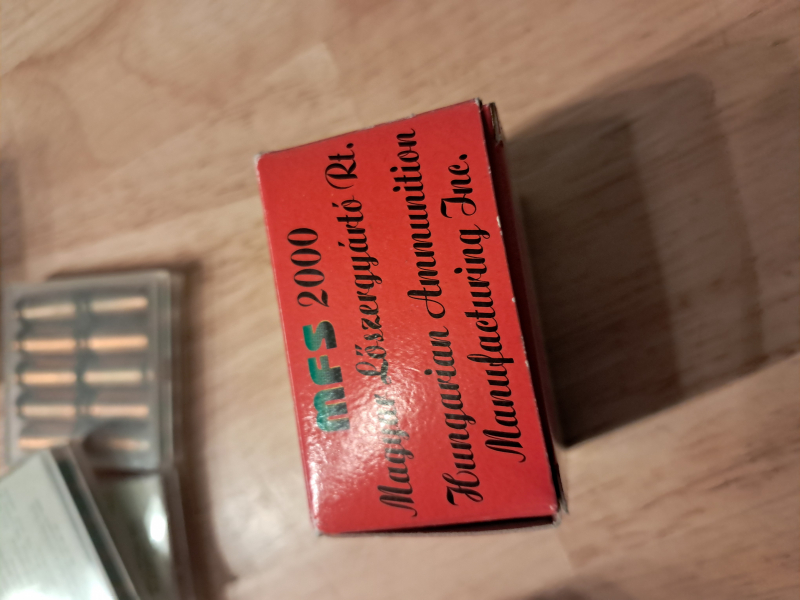 MFS 2000
Magyar Lőszergyártó Rt.
Hungarian Ammunition
Manufacturing Inc.